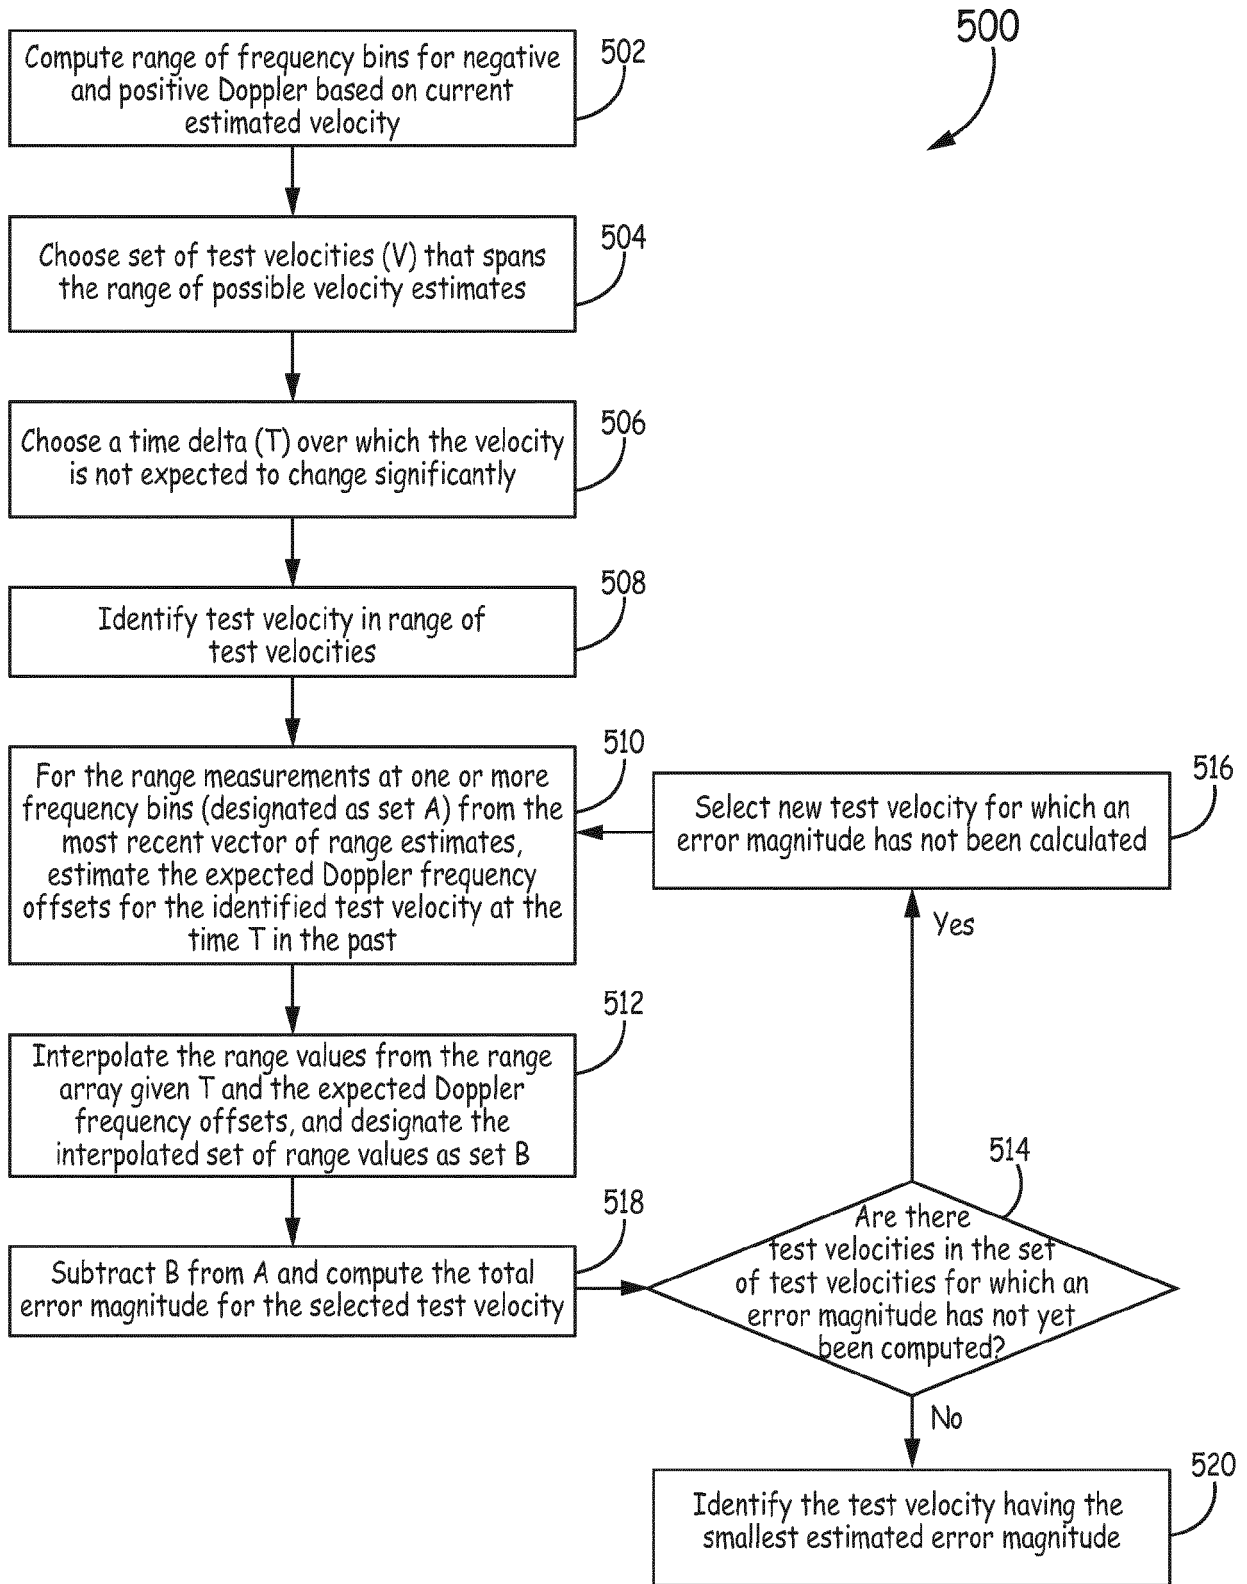 500
Compute range of frequency bins for negative
and positive Doppler based on current
estimated velocity
502
Choose set of test velocities (V) that spans
the range of possible velocity estimates
504
Choose a time delta (T) over which the velocity
is not expected to change significantly
506
Identify test velocity in range of
test velocities
508
For the range measurements at one or more
frequency bins (designated as set A) from the
most recent vector of range estimates,
estimate the expected Doppler frequency
offsets for the identified test velocity at the
time T in the past
510
Select new test velocity for which an
error magnitude has not been calculated
516
Yes
Interpolate the range values from the range
array given T and the expected Doppler
frequency offsets, and designate the
interpolated set of range values as set B
512
Subtract B from A and compute the total
error magnitude for the selected test velocity
518
Are there
test velocities in the set
of test velocities for which an
error magnitude has not yet
been computed?
514
No
Identify the test velocity having the
smallest estimated error magnitude
520